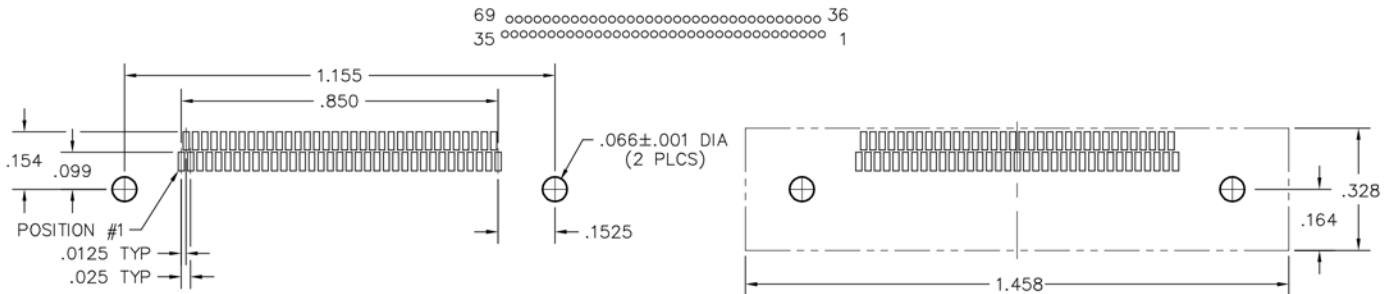 69 36
35 1
1.155
.850
.154
.099
.066±.001 DIA
(2 PLCS)
POSITION #1
.0125 TYP
.025 TYP
.1525
.328
.164
1.458